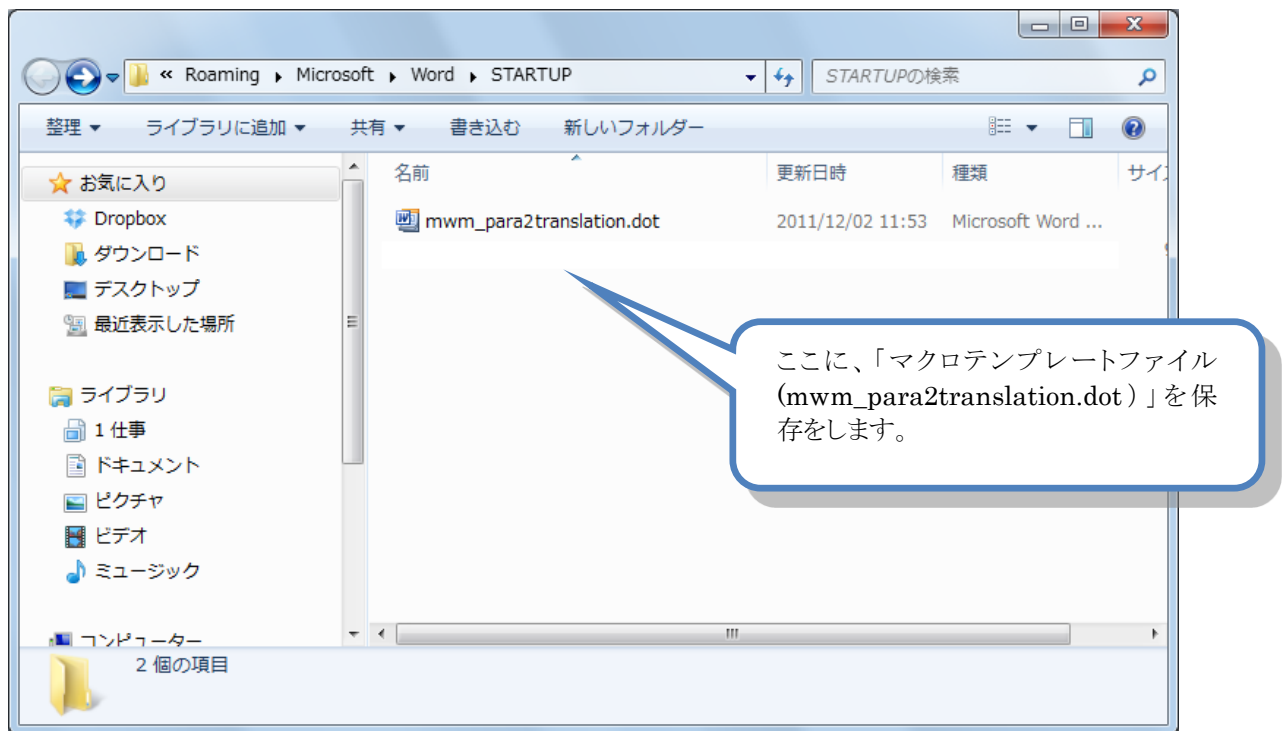 « Roaming ▸ Microsoft ▸ Word ▸ STARTUP
STARTUPの検索
整理 ▼ ライブラリに追加 ▼ 共有 ▼ 書き込む 新しいフォルダー
名前 更新日時 種類 サイ
お気に入り
Dropbox
ダウンロード
デスクトップ
最近表示した場所
ライブラリ
1 仕事
ドキュメント
ピクチャ
ビデオ
ミュージック
コンピューター
mwm_para2translation.dot 2011/12/02 11:53 Microsoft Word ...
ここに、「マクロテンプレートファイル
(mwm_para2translation.dot)」を保
存をします。
2 個の項目